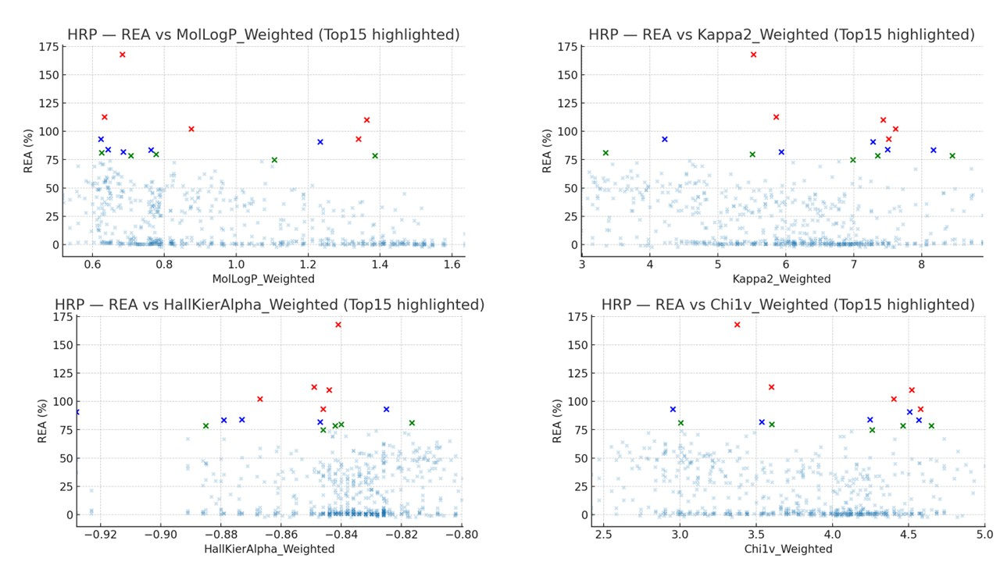 HRP — REA vs MolLogP_Weighted (Top15 highlighted)
175
150
125
100
75
50
25
0
REA (%)
0.6 0.8 1.0 1.2 1.4 1.6
MolLogP_Weighted
HRP — REA vs Kappa2_Weighted (Top15 highlighted)
175
150
125
100
75
50
25
0
REA (%)
3 4 5 6 7 8
Kappa2_Weighted
HRP — REA vs HallKierAlpha_Weighted (Top15 highlighted)
175
150
125
100
75
50
25
0
REA (%)
−0.92 −0.90 −0.88 −0.86 −0.84 −0.82 −0.80
HallKierAlpha_Weighted
HRP — REA vs Chi1v_Weighted (Top15 highlighted)
175
150
125
100
75
50
25
0
REA (%)
2.5 3.0 3.5 4.0 4.5 5.0
Chi1v_Weighted